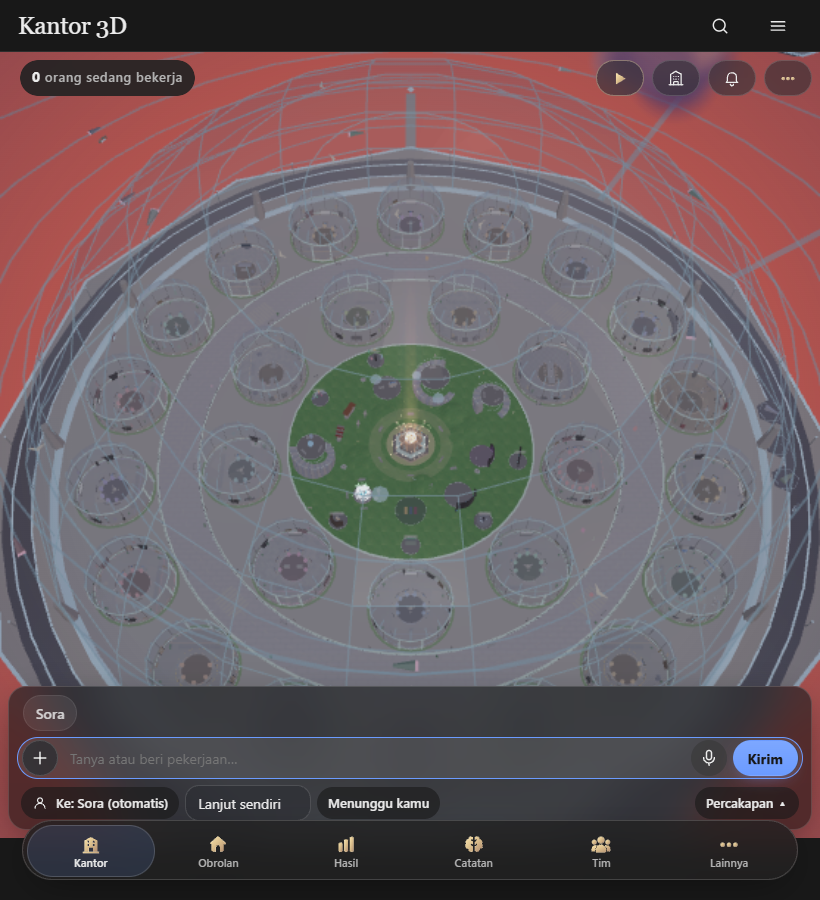 Kantor 3D
0 orang sedang bekerja
Sora
Tanya atau beri pekerjaan...
Kirim
Ke: Sora (otomatis)
Lanjut sendiri
Menunggu kamu
Percakapan
Kantor
Obrolan
Hasil
Catatan
Tim
Lainnya